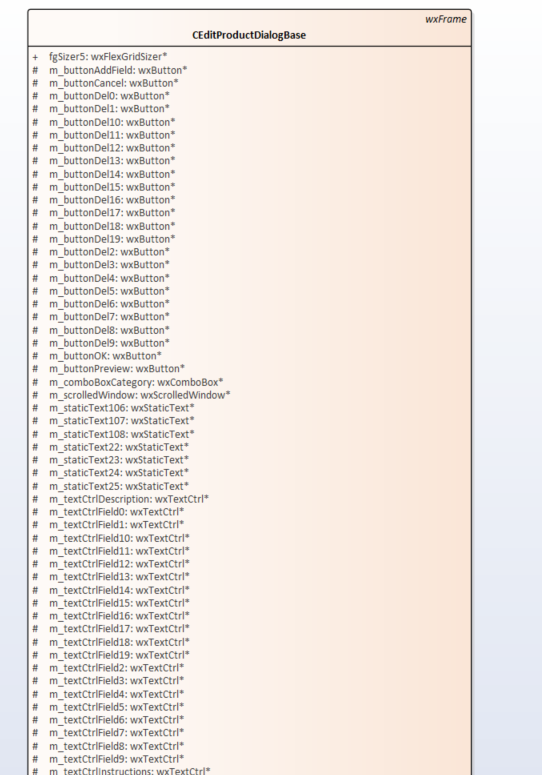 wxFrame
CEditProductDialogBase
+ fgSizer5: wxFlexGridSizer*
# m_buttonAddField: wxButton*
# m_buttonCancel: wxButton*
# m_buttonDel0: wxButton*
# m_buttonDel1: wxButton*
# m_buttonDel10: wxButton*
# m_buttonDel11: wxButton*
# m_buttonDel12: wxButton*
# m_buttonDel13: wxButton*
# m_buttonDel14: wxButton*
# m_buttonDel15: wxButton*
# m_buttonDel16: wxButton*
# m_buttonDel17: wxButton*
# m_buttonDel18: wxButton*
# m_buttonDel19: wxButton*
# m_buttonDel2: wxButton*
# m_buttonDel3: wxButton*
# m_buttonDel4: wxButton*
# m_buttonDel5: wxButton*
# m_buttonDel6: wxButton*
# m_buttonDel7: wxButton*
# m_buttonDel8: wxButton*
# m_buttonDel9: wxButton*
# m_buttonOK: wxButton*
# m_buttonPreview: wxButton*
# m_comboBoxCategory: wxComboBox*
# m_scrolledWindow: wxScrolledWindow*
# m_staticText106: wxStaticText*
# m_staticText107: wxStaticText*
# m_staticText108: wxStaticText*
# m_staticText22: wxStaticText*
# m_staticText23: wxStaticText*
# m_staticText24: wxStaticText*
# m_staticText25: wxStaticText*
# m_textCtrlDescription: wxTextCtrl*
# m_textCtrlField0: wxTextCtrl*
# m_textCtrlField1: wxTextCtrl*
# m_textCtrlField10: wxTextCtrl*
# m_textCtrlField11: wxTextCtrl*
# m_textCtrlField12: wxTextCtrl*
# m_textCtrlField13: wxTextCtrl*
# m_textCtrlField14: wxTextCtrl*
# m_textCtrlField15: wxTextCtrl*
# m_textCtrlField16: wxTextCtrl*
# m_textCtrlField17: wxTextCtrl*
# m_textCtrlField18: wxTextCtrl*
# m_textCtrlField19: wxTextCtrl*
# m_textCtrlField2: wxTextCtrl*
# m_textCtrlField3: wxTextCtrl*
# m_textCtrlField4: wxTextCtrl*
# m_textCtrlField5: wxTextCtrl*
# m_textCtrlField6: wxTextCtrl*
# m_textCtrlField7: wxTextCtrl*
# m_textCtrlField8: wxTextCtrl*
# m_textCtrlField9: wxTextCtrl*
# m_textCtrlInstructions: wxTextCtrl*